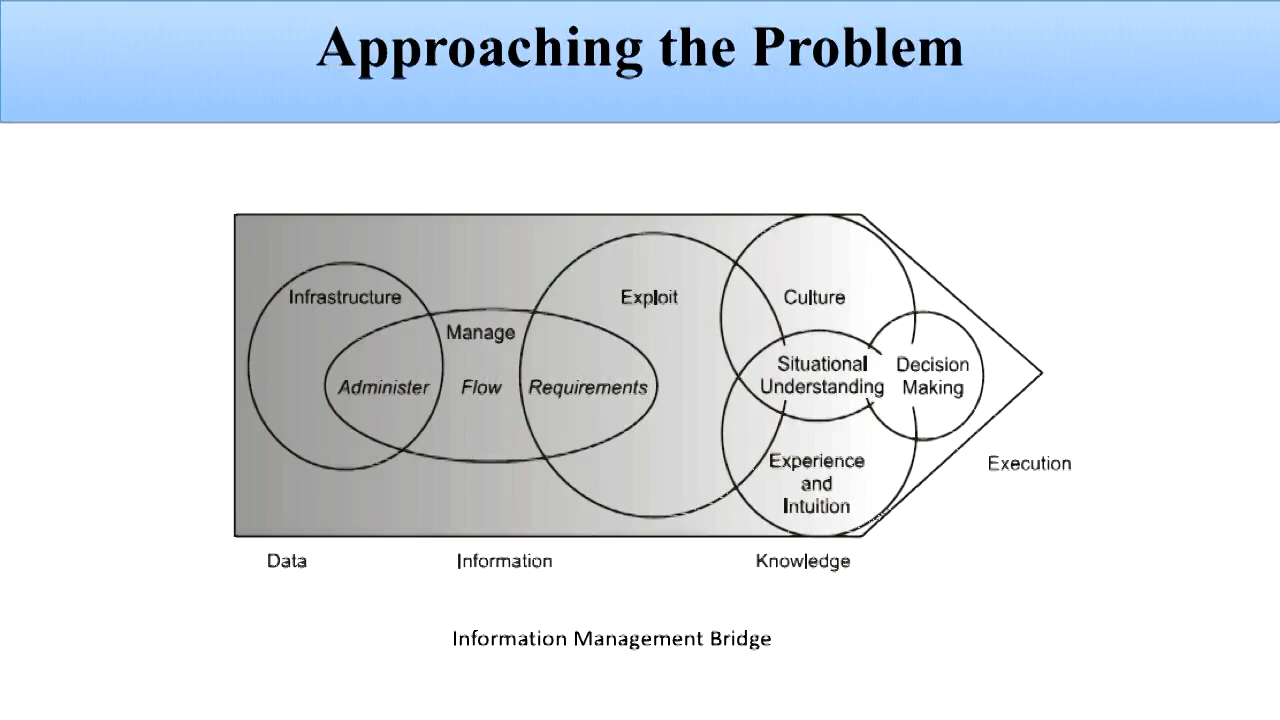 Approaching the Problem
Infrastructure
Exploit
Culture
Manage
Administer
Flow
Requirements
Situational
Understanding
Decision
Making
Experience
and
Intuition
Execution
Data
Information
Knowledge
Information Management Bridge